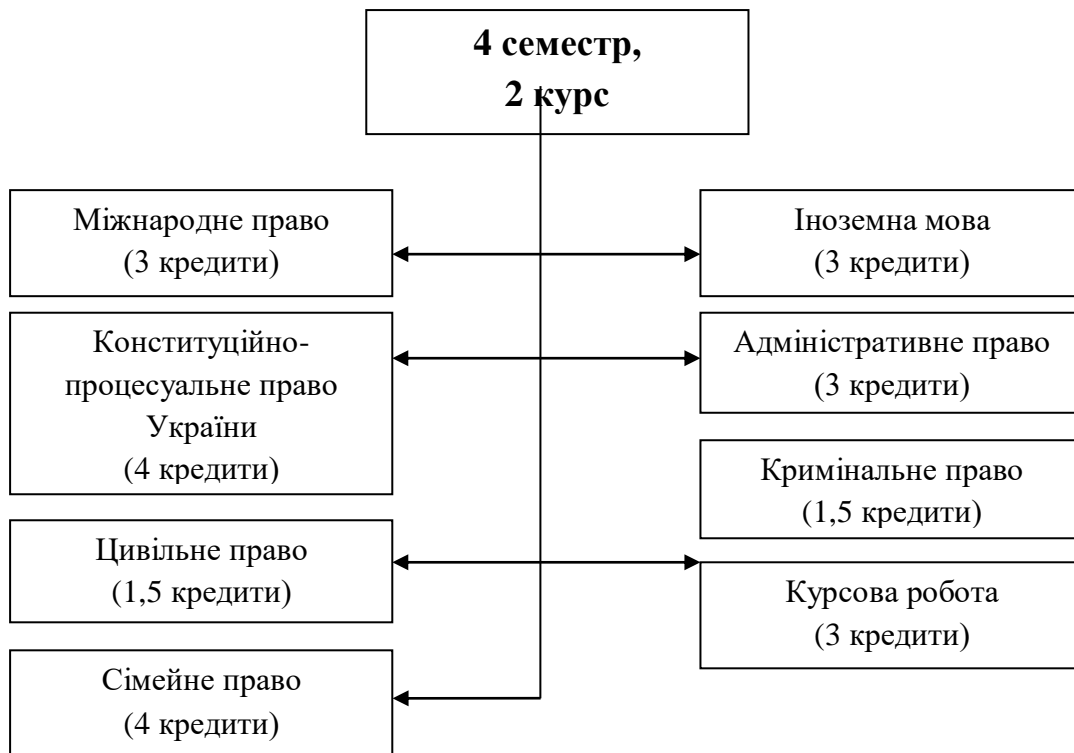 4 семестр,
2 курс
Міжнародне право
(3 кредити)
Іноземна мова
(3 кредити)
Конституційно-
процесуальне право
України
(4 кредити)
Адміністративне право
(3 кредити)
Кримінальне право
(1,5 кредити)
Цивільне право
(1,5 кредити)
Курсова робота
(3 кредити)
Сімейне право
(4 кредити)